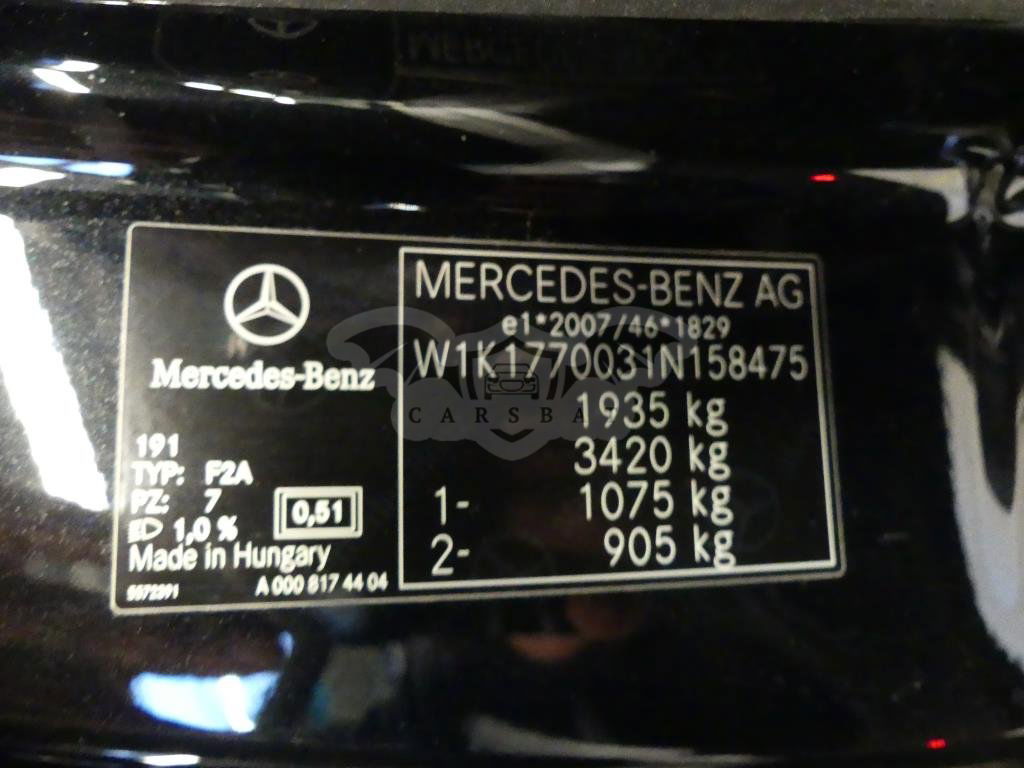 Mercedes-Benz
191
TYP: F2A
PZ: 7
1,0 %
0,51
Made in Hungary
A 000 817 44 04
MERCEDES-BENZ AG
e1*2007/46*1829
W1K1770031N158475
1935 kg
3420 kg
1- 1075 kg
2- 905 kg
CARSBA